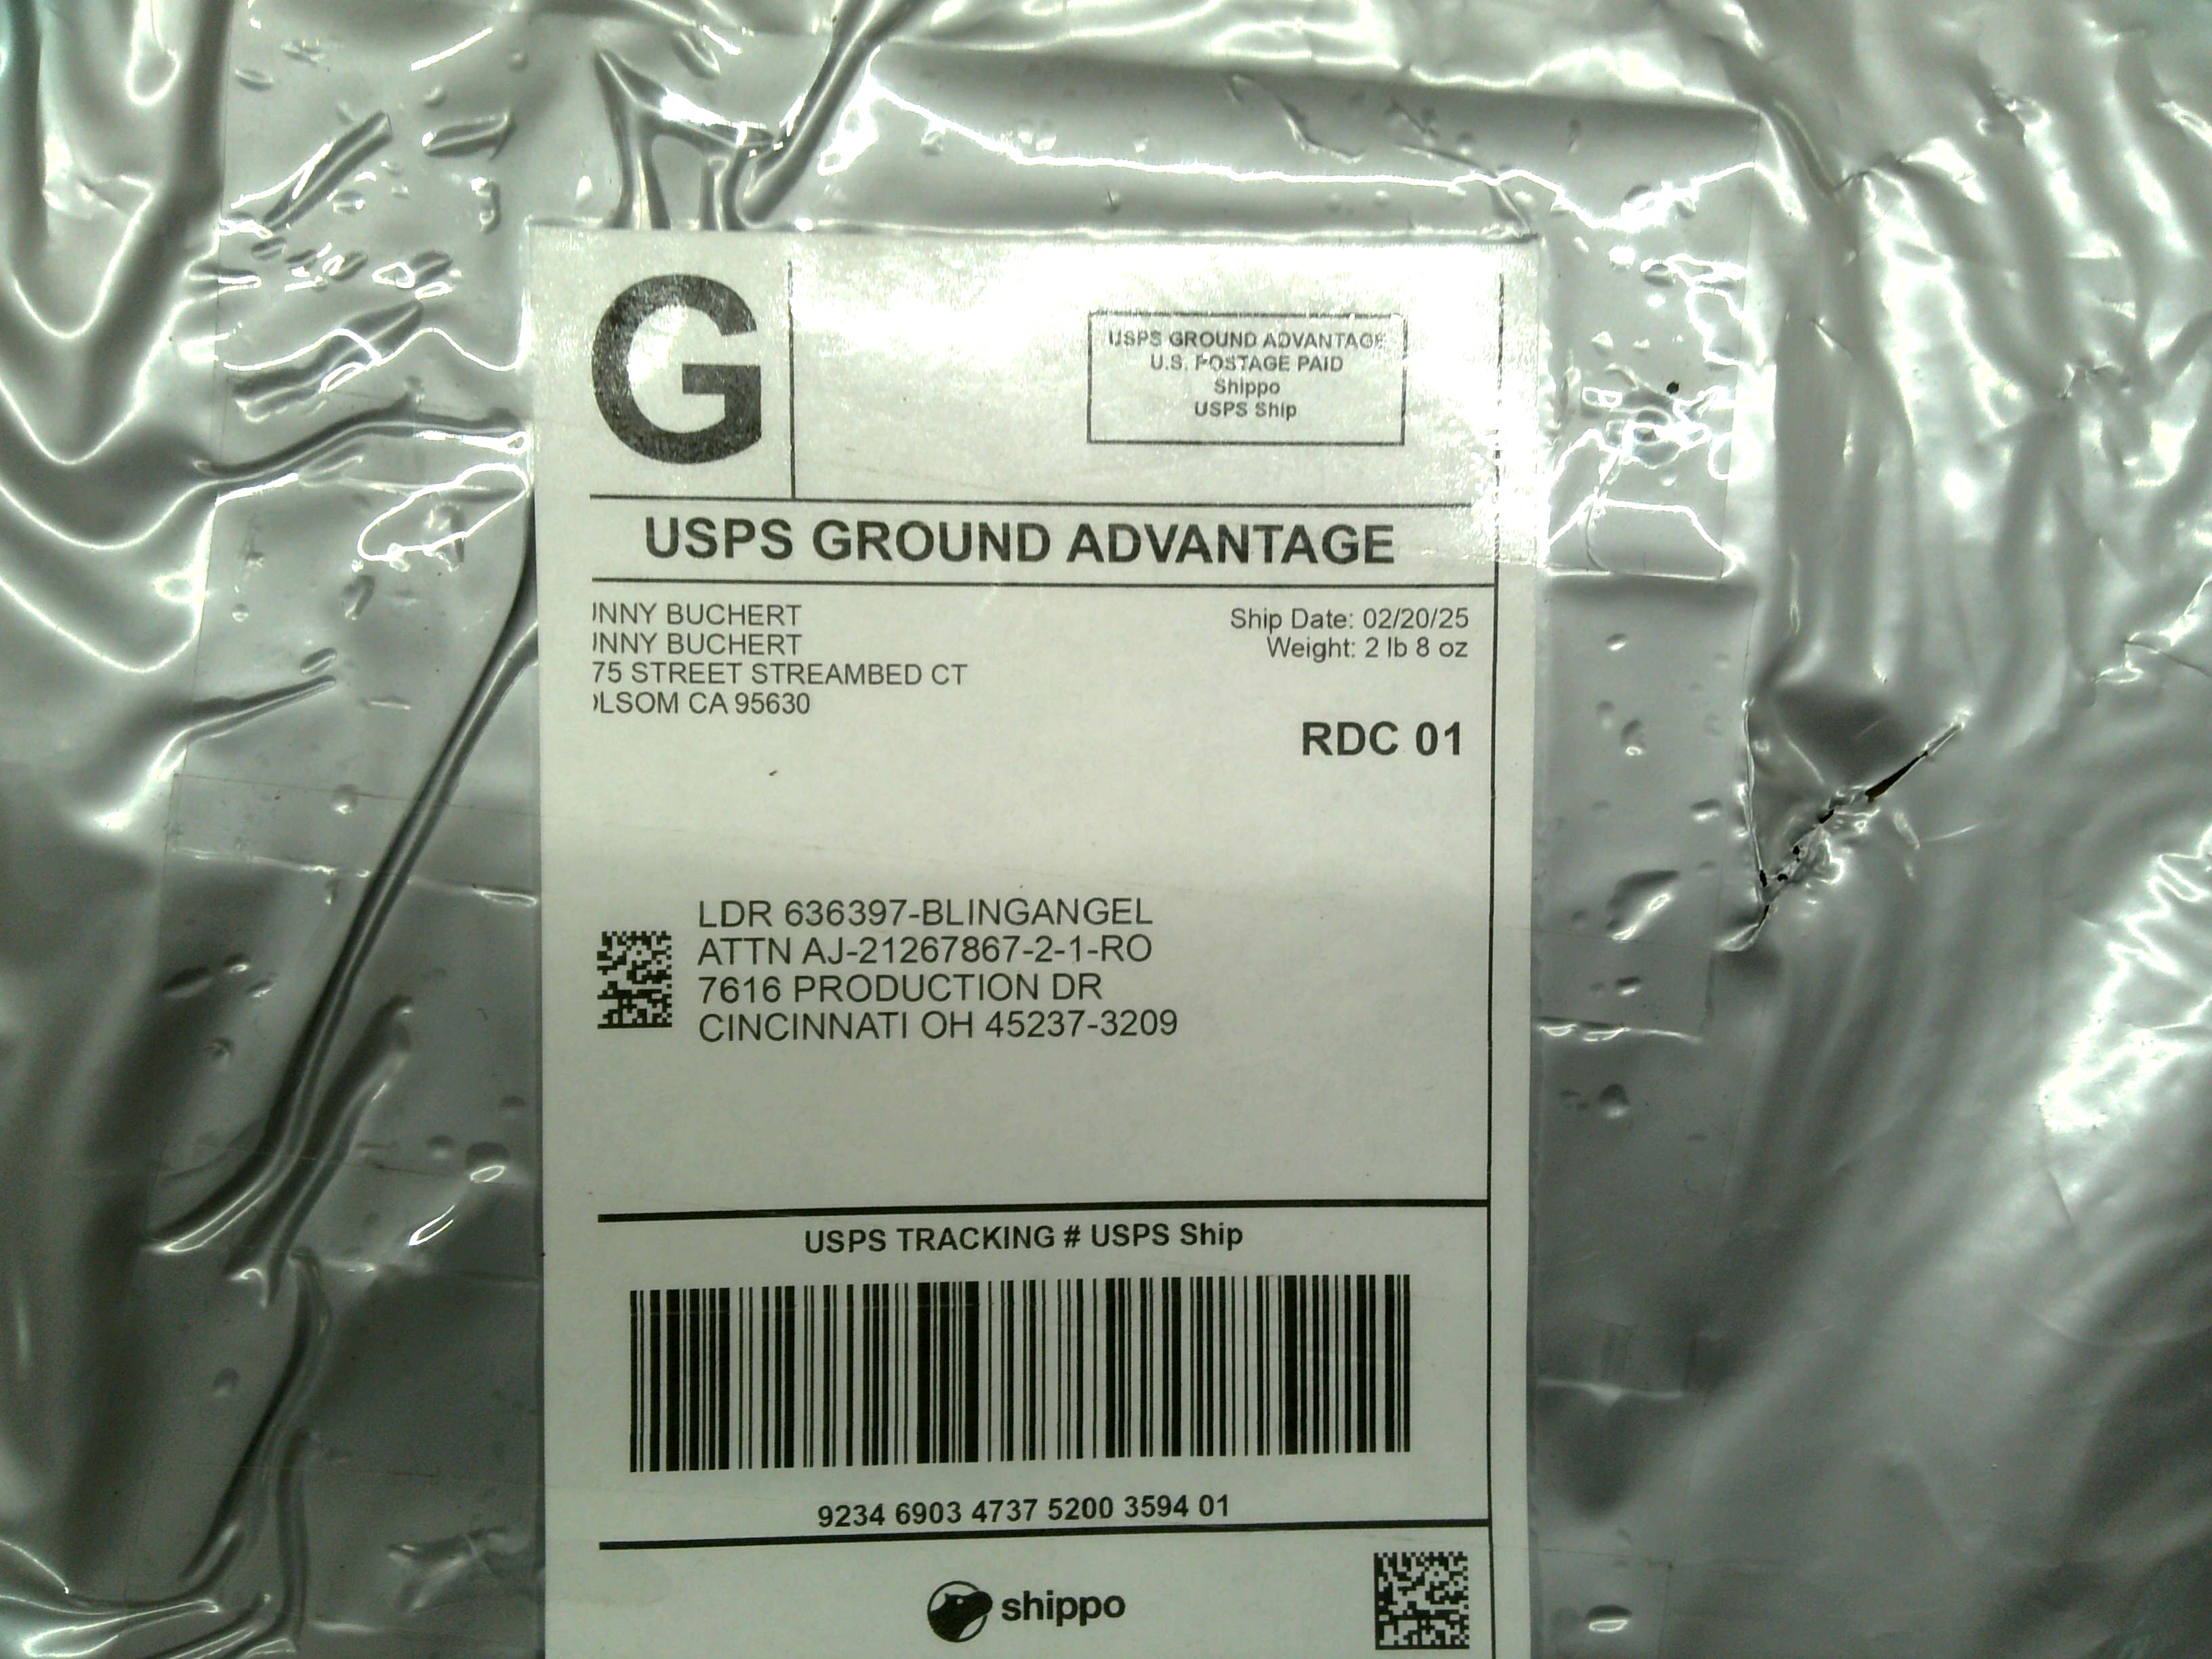 G
USPS GROUND ADVANTAGE
U.S. POSTAGE PAID
Shippo
USPS Ship
USPS GROUND ADVANTAGE
NNY BUCHERT
NNY BUCHERT
75 STREET STREAMBED CT
LSOM CA 95630
Ship Date: 02/20/25
Weight: 2 lb 8 oz
RDC 01
LDR 636397-BLINGANGEL
ATTN AJ-21267867-2-1-RO
7616 PRODUCTION DR
CINCINNATI OH 45237-3209
USPS TRACKING # USPS Ship
9234 6903 4737 5200 3594 01
shippo